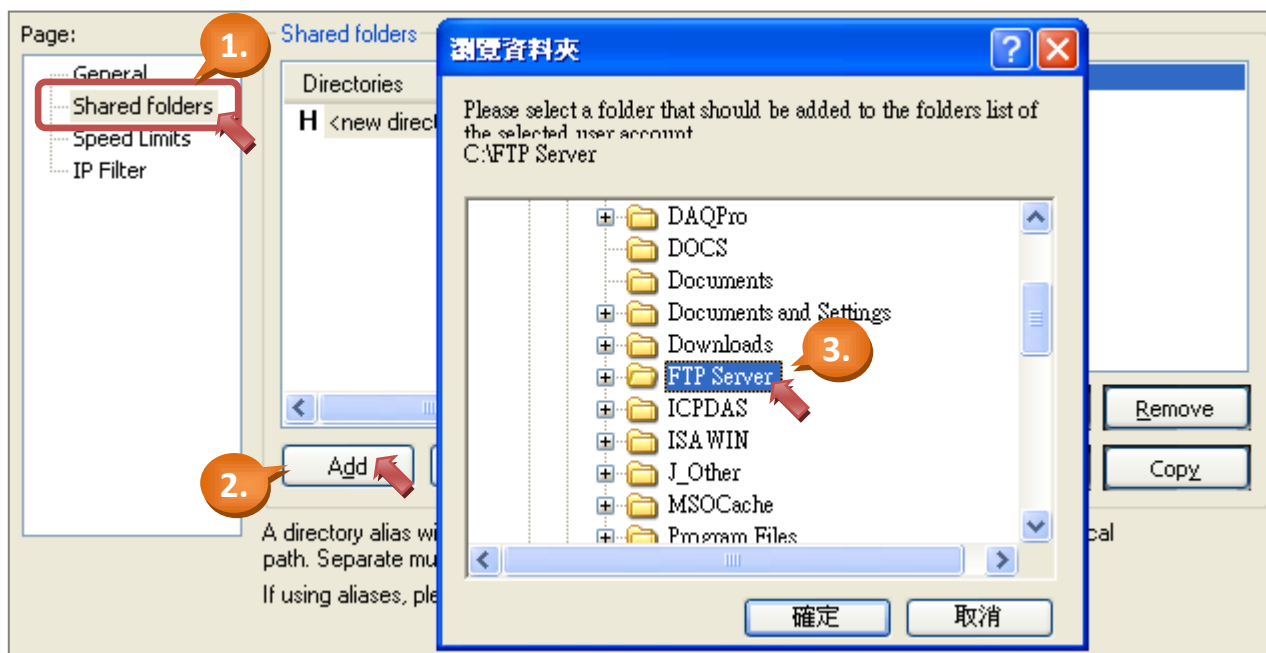 Page:
General
Shared folders
Speed Limits
IP Filter
1.
Shared folders
Directories
H <new direct
Add
2.
A directory alias wi
path. Separate mu
If using aliases, ple
瀏覽資料夾
Please select a folder that should be added to the folders list of
the selected user account.
C:\FTP Server
DAQPro
DOCS
Documents
Documents and Settings
Downloads
3.
FTP Server
ICPDAS
ISAWIN
J_Other
MSOCache
Program Files
確定
取消
Remove
Copy
cal